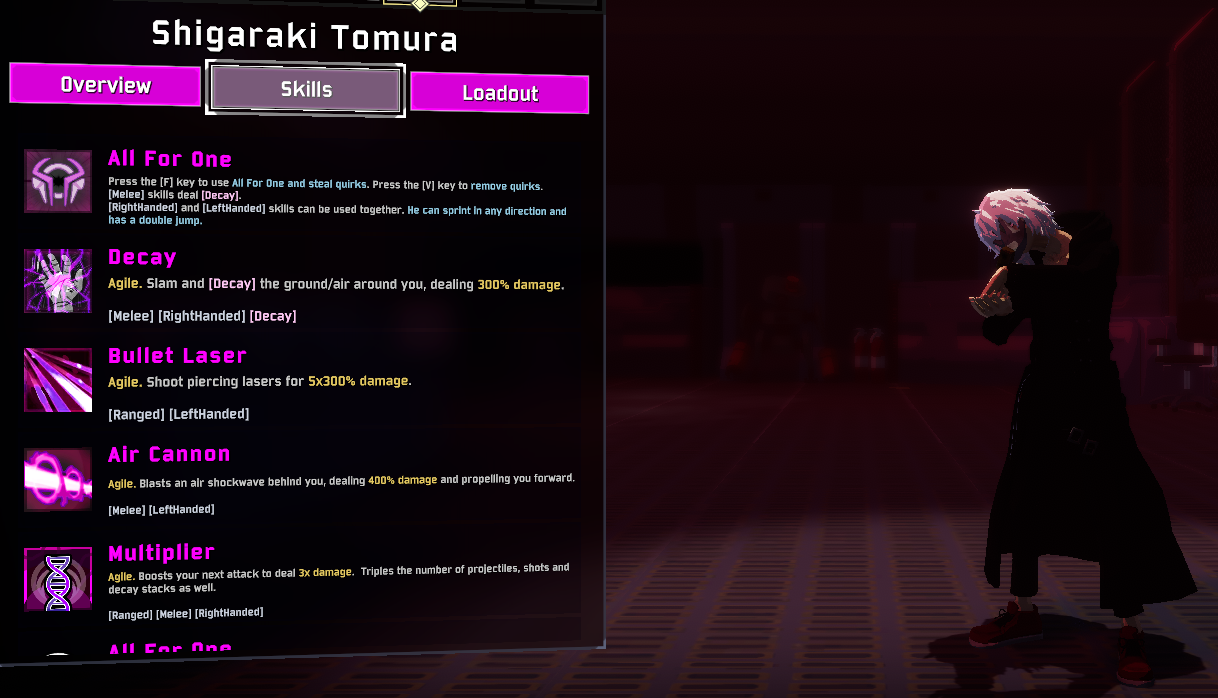 Shigaraki Tomura
Overview
Skills
Loadout
All For One
Press the [F] key to use All For One and steal quirks. Press the [V] key to remove quirks.
[Melee] skills deal [Decay].
[RightHanded] and [LeftHanded] skills can be used together. He can sprint in any direction and
has a double jump.
Decay
Agile. Slam and [Decay] the ground/air around you, dealing 300% damage.
[Melee] [RightHanded] [Decay]
Bullet Laser
Agile. Shoot piercing lasers for 5x300% damage.
[Ranged] [LeftHanded]
Air Cannon
Agile. Blasts an air shockwave behind you, dealing 400% damage and propelling you forward.
[Melee] [LeftHanded]
Multiplier
Agile. Boosts your next attack to deal 3x damage. Triples the number of projectiles, shots and
decay stacks as well.
[Ranged] [Melee] [RightHanded]
All For One